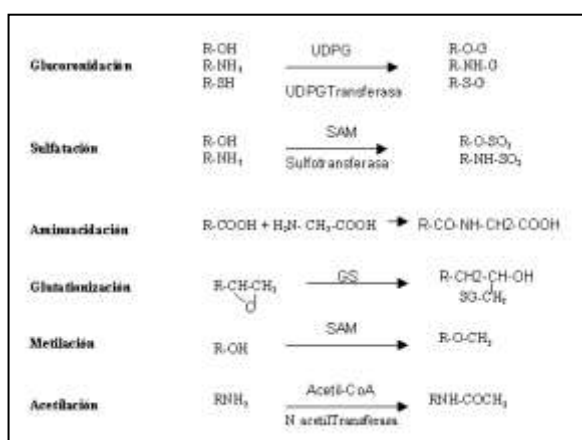 Glucoronidación
R-OH
R-NH₂
R-SH
UDPG
UDPGTransferasa
R-O-G
R-NH-G
R-S-G
Sulfatación
R-OH
R-NH₂
SAM
Sulfotransferasa
R-O-SO₃
R-NH-SO₃
Aminoacidación
R-COOH + H₂N- CH₂-COOH
R-CO-NH-CH2-COOH
Glutationización
R-CH-CH₂
O
GS
R-CH2-CH-OH
SG-CH₂
Metilación
R-OH
SAM
R-O-CH₃
Acetilación
RNH₂
Acetil-CoA
N acetilTransferasa
RNH-COCH₃